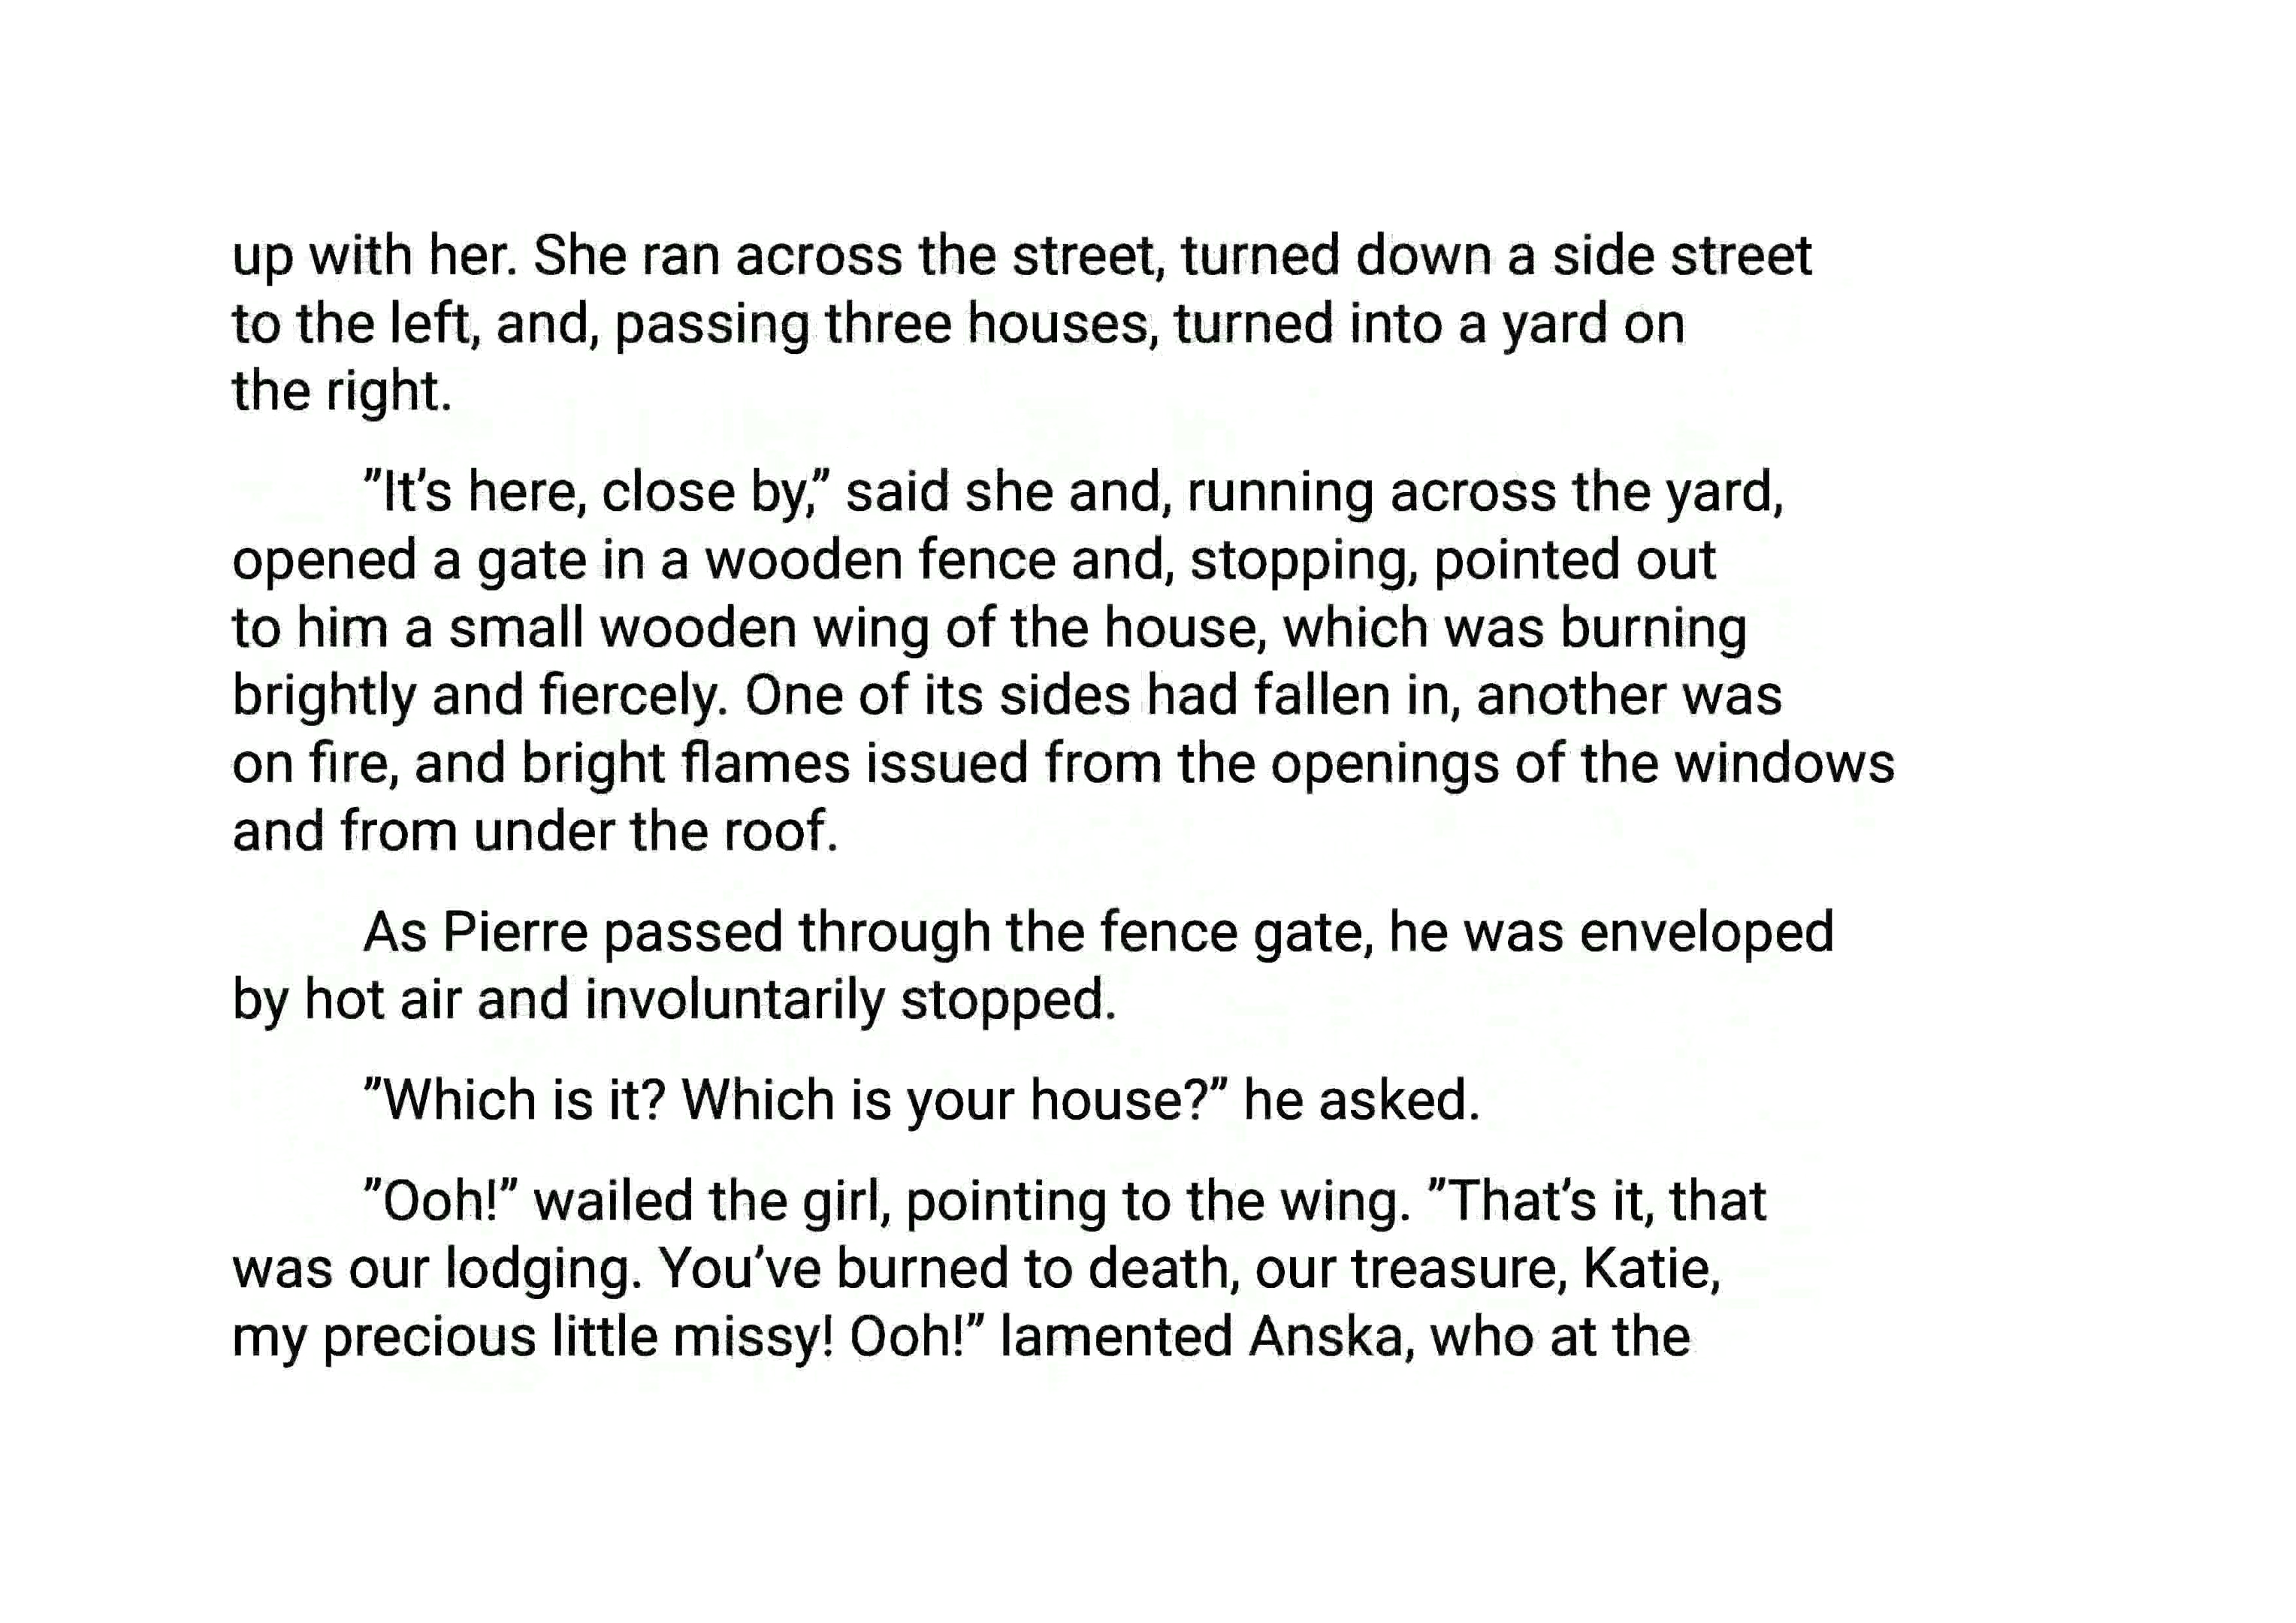 up with her. She ran across the street, turned down a side street
to the left, and, passing three houses, turned into a yard on
the right.
”It’s here, close by,” said she and, running across the yard,
opened a gate in a wooden fence and, stopping, pointed out
to him a small wooden wing of the house, which was burning
brightly and fiercely. One of its sides had fallen in, another was
on fire, and bright flames issued from the openings of the windows
and from under the roof.
As Pierre passed through the fence gate, he was enveloped
by hot air and involuntarily stopped.
”Which is it? Which is your house?” he asked.
”Ooh!” wailed the girl, pointing to the wing. ”That’s it, that
was our lodging. You’ve burned to death, our treasure, Katie,
my precious little missy! Ooh!” lamented Anska, who at the